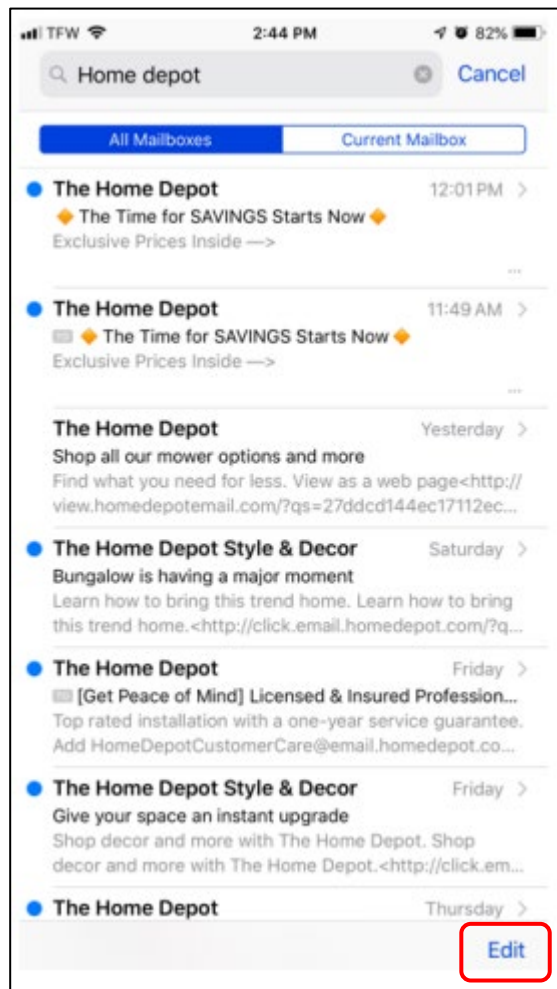 TFW 2:44 PM 82%
Home depot Cancel
All Mailboxes Current Mailbox
The Home Depot 12:01 PM
🔶 The Time for SAVINGS Starts Now 🔶
Exclusive Prices Inside —>
...
The Home Depot 11:49 AM
TO 🔶 The Time for SAVINGS Starts Now 🔶
Exclusive Prices Inside —>
...
The Home Depot Yesterday
Shop all our mower options and more
Find what you need for less. View as a web page<http://
view.homedepotemail.com/?qs=27ddcd144ec17112ec...
The Home Depot Style & Decor Saturday
Bungalow is having a major moment
Learn how to bring this trend home. Learn how to bring
this trend home.<http://click.email.homedepot.com/?q...
The Home Depot Friday
TO [Get Peace of Mind] Licensed & Insured Profession...
Top rated installation with a one-year service guarantee.
Add HomeDepotCustomerCare@email.homedepot.co...
The Home Depot Style & Decor Friday
Give your space an instant upgrade
Shop decor and more with The Home Depot. Shop
decor and more with The Home Depot.<http://click.em...
The Home Depot Thursday
Edit